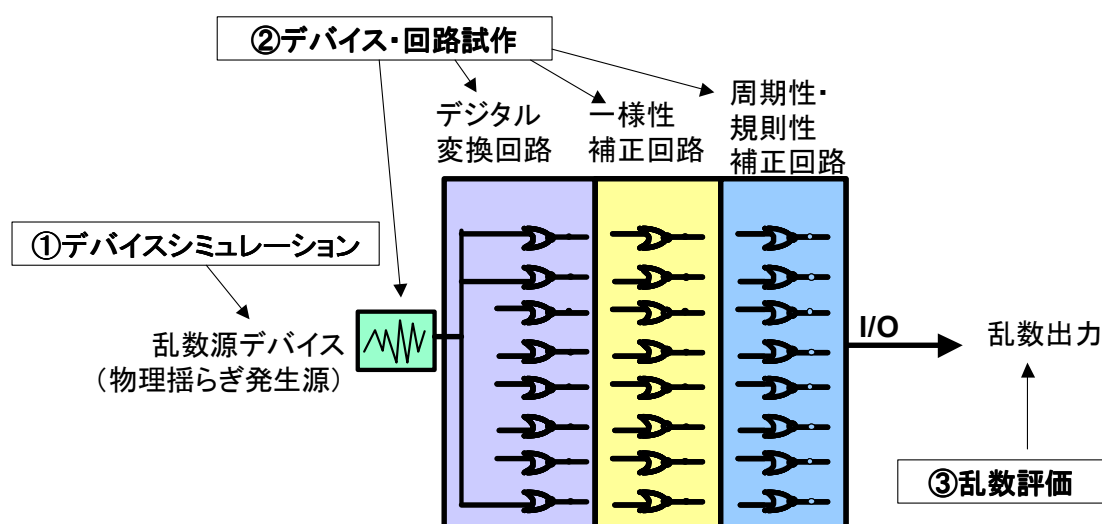 ②デバイス・回路試作
デジタル
変換回路
一様性
補正回路
周期性・
規則性
補正回路
①デバイスシミュレーション
乱数源デバイス
（物理揺らぎ発生源）
I/O
乱数出力
③乱数評価